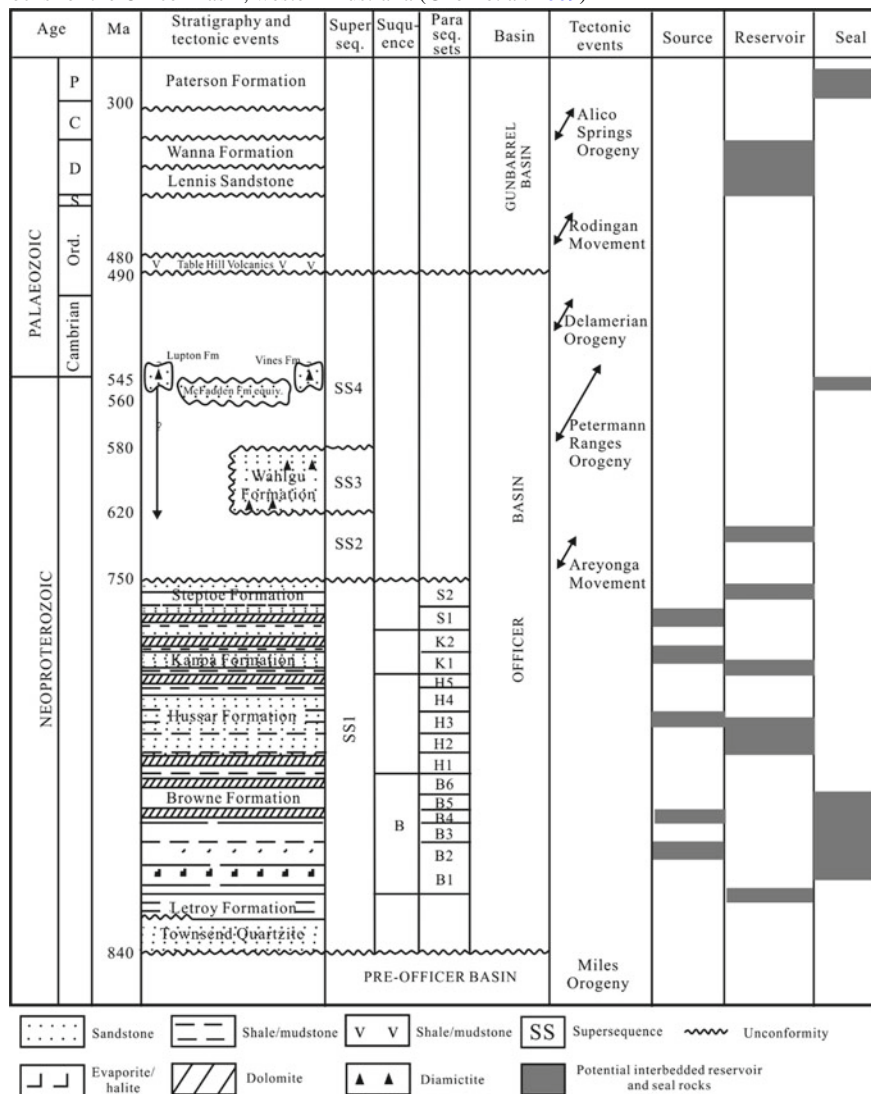 Age
Ma
Stratigraphy and
tectonic events
Super
seq.
Suqu-
ence
Para
seq.
sets
Basin
Tectonic
events
Source
Reservoir
Seal
PALAEOZOIC
NEOPROTEROZOIC
P
C
D
S
Ord.
Cambrian
300
480
490
545
560
580
620
750
840
Paterson Formation
Wanna Formation
Lennis Sandstone
V Table Hill Volcanics V V
Lupton Fm
Vines Fm
McFadden Fm equiv.
?
Wahlgu
Formation
Steptoe Formation
Kanpa Formation
Hussar Formation
Browne Formation
Letroy Formation
Townsend Quartzite
SS4
SS3
SS2
SS1
B
S2
S1
K2
K1
H5
H4
H3
H2
H1
B6
B5
B4
B3
B2
B1
GUNBARREL
BASIN
OFFICER BASIN
PRE-OFFICER BASIN
Alico
Springs
Orogeny
Rodingan
Movement
Delamerian
Orogeny
Petermann
Ranges
Orogeny
Areyonga
Movement
Miles
Orogeny
Sandstone
Shale/mudstone
V V Shale/mudstone
SS Supersequence
Unconformity
Evaporite/
halite
Dolomite
Diamictite
Potential interbedded reservoir
and seal rocks